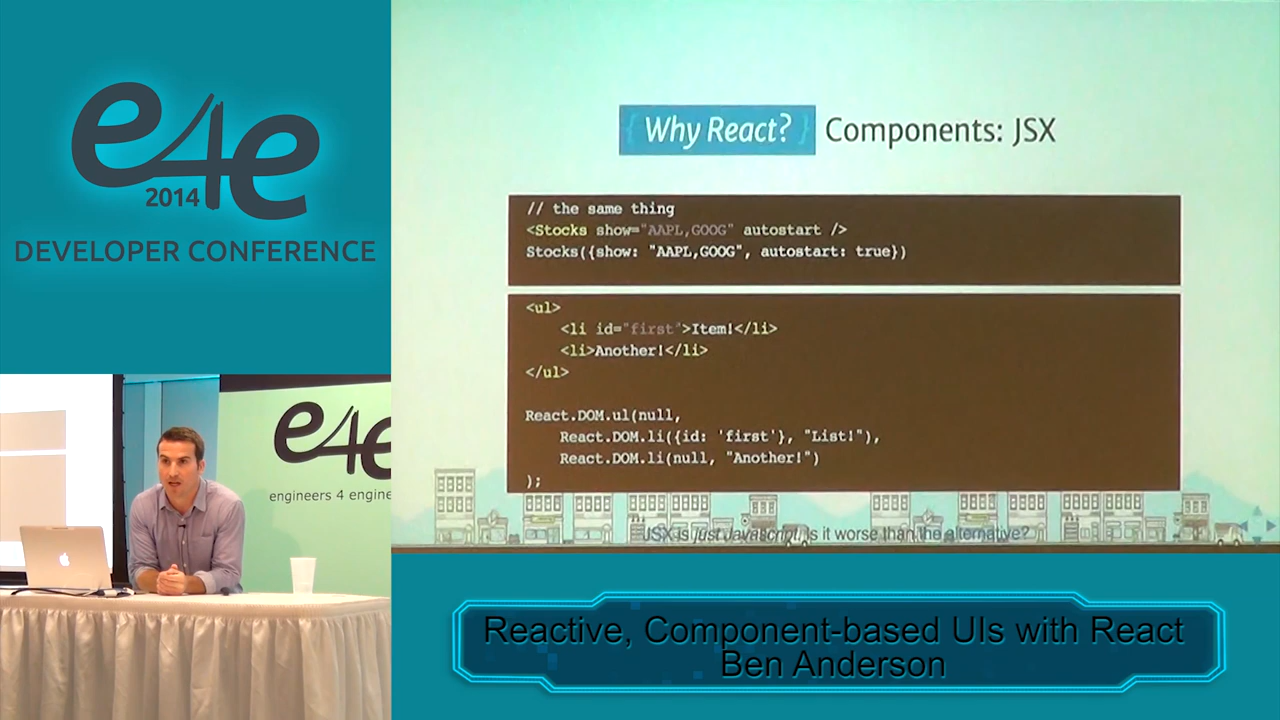 e4e
2014
DEVELOPER CONFERENCE
{ Why React? } Components: JSX
// the same thing
<Stocks show="AAPL,GOOG" autostart />
Stocks({show: "AAPL,GOOG", autostart: true})
<ul>
    <li id="first">Item!</li>
    <li>Another!</li>
</ul>
React.DOM.ul(null,
    React.DOM.li({id: 'first'}, "List!"),
    React.DOM.li(null, "Another!")
);
JSX is just Javascript, is it worse than the alternative?
e4e
engineers 4 engine
Reactive, Component-based UIs with React
Ben Anderson